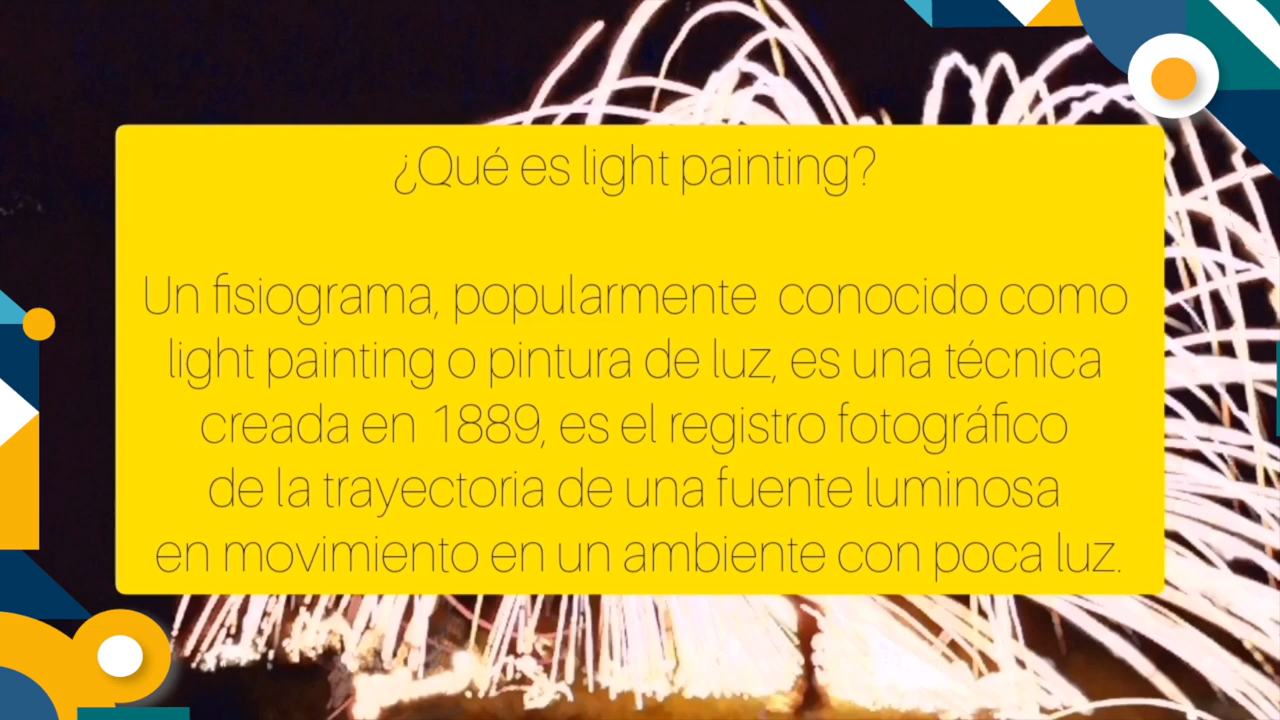 ¿Qué es light painting?
Un fisiograma, popularmente conocido como
light painting o pintura de luz, es una técnica
creada en 1889, es el registro fotográfico
de la trayectoria de una fuente luminosa
en movimiento en un ambiente con poca luz.